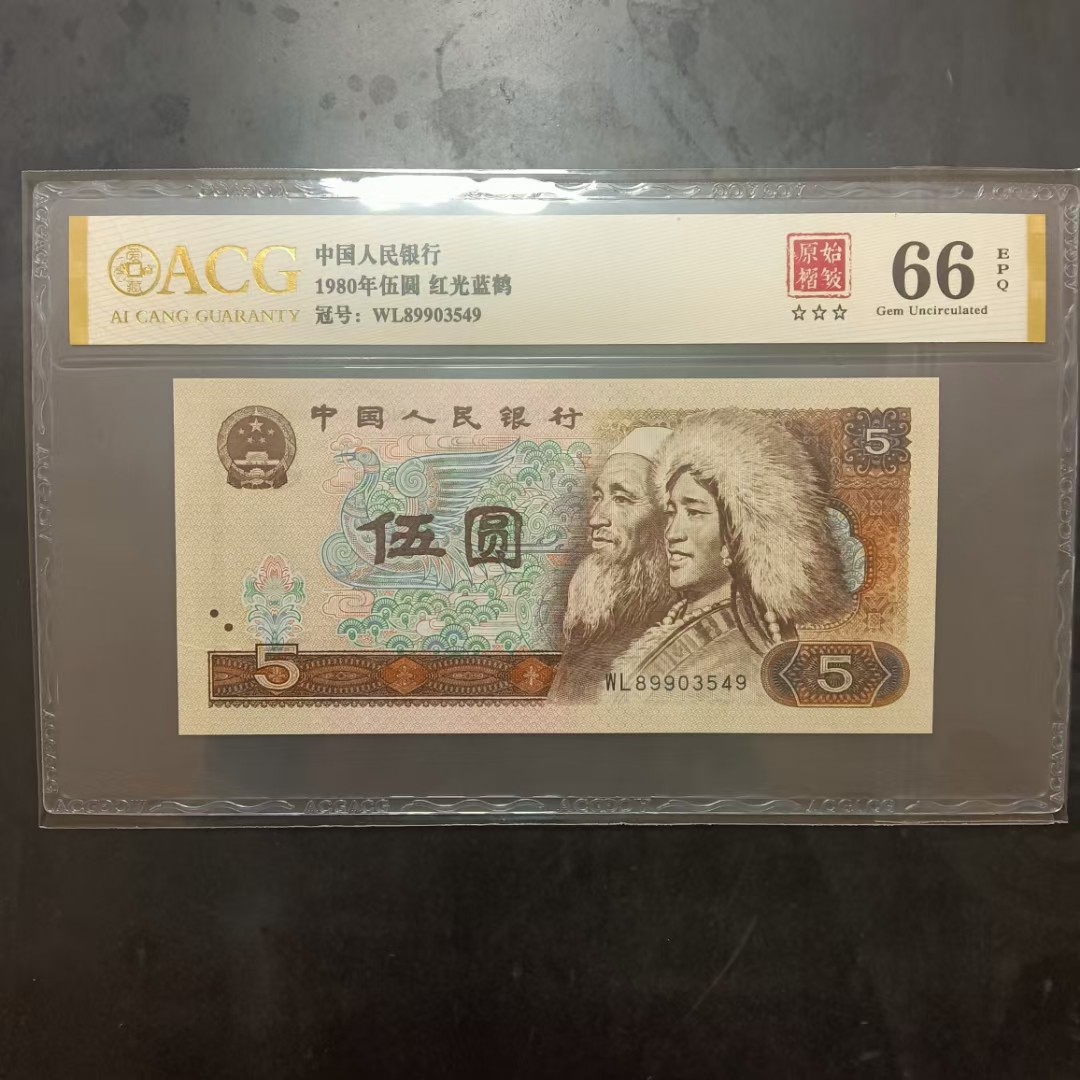 ACG
AI CANG GUARANTY
中国人民银行
1980年伍圆 红光蓝鹤
冠号：WL89903549
原始
褶皱
☆☆☆
66
EPQ
Gem Uncirculated
中国人民银行
5
伍圆
5
WL89903549
5